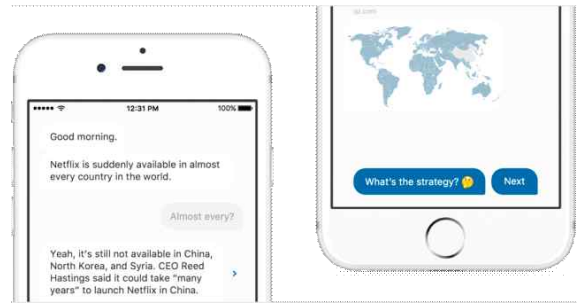 12:31 PM
100%
Good morning.
Netflix is suddenly available in almost
every country in the world.
Almost every?
Yeah, it's still not available in China,
North Korea, and Syria. CEO Reed
Hastings said it could take "many
years" to launch Netflix in China.
qz.com
What's the strategy? 🤔
Next